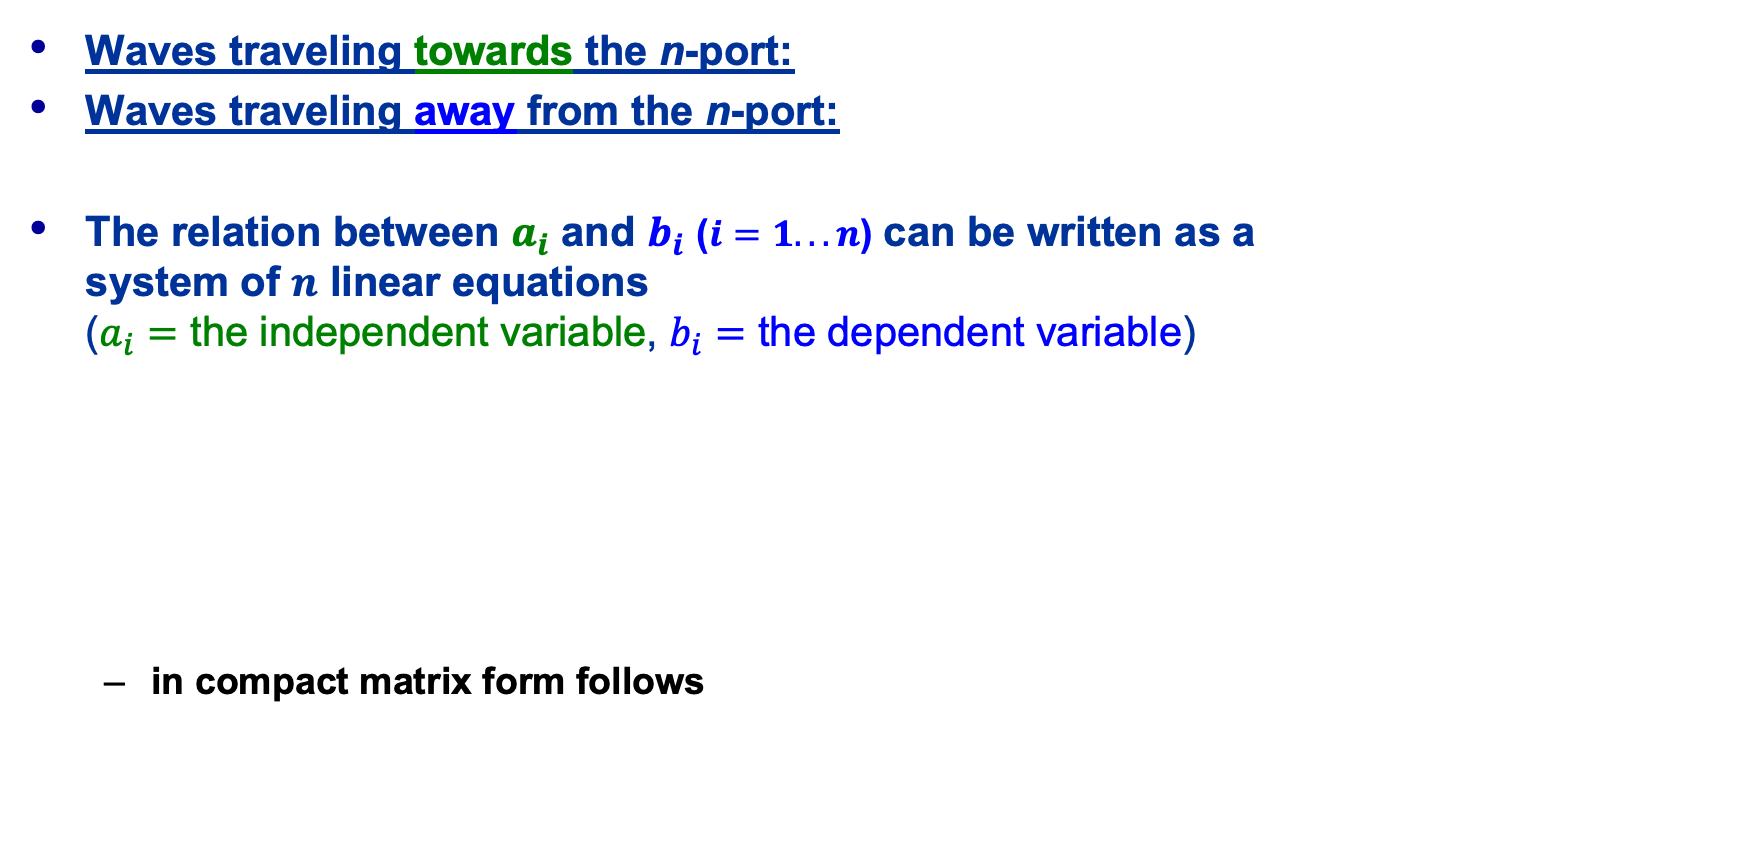 • Waves traveling towards the n-port:
• Waves traveling away from the n-port:
• The relation between aᵢ and bᵢ (i = 1…n) can be written as a
system of n linear equations
(aᵢ = the independent variable, bᵢ = the dependent variable)
– in compact matrix form follows